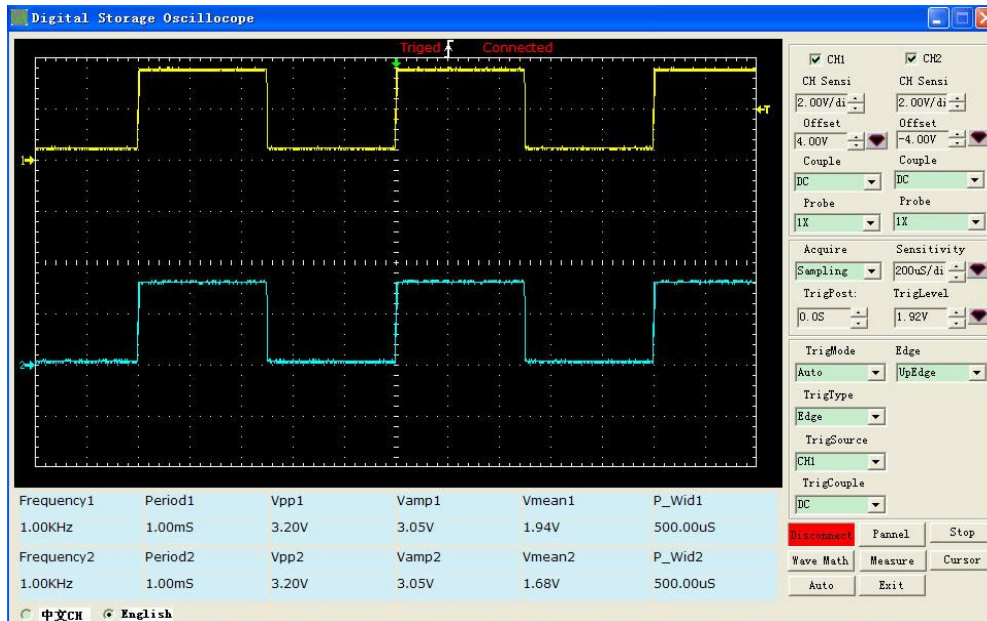 Digital Storage Oscillocope
Triged Connected
T
1
2
CH1 CH2
CH Sensi CH Sensi
2.00V/di 2.00V/di
Offset Offset
4.00V -4.00V
Couple Couple
DC DC
Probe Probe
1X 1X
Acquire Sensitivity
Sampling 200uS/di
TrigPost: TrigLevel
0.0S 1.92V
TrigMode Edge
Auto UpEdge
TrigType
Edge
TrigSource
CH1
TrigCouple
DC
Disconnect Pannel Stop
Wave Math Measure Cursor
Auto Exit
Frequency1 Period1 Vpp1 Vamp1 Vmean1 P_Wid1
1.00KHz 1.00mS 3.20V 3.05V 1.94V 500.00uS
Frequency2 Period2 Vpp2 Vamp2 Vmean2 P_Wid2
1.00KHz 1.00mS 3.20V 3.05V 1.68V 500.00uS
中文CH English